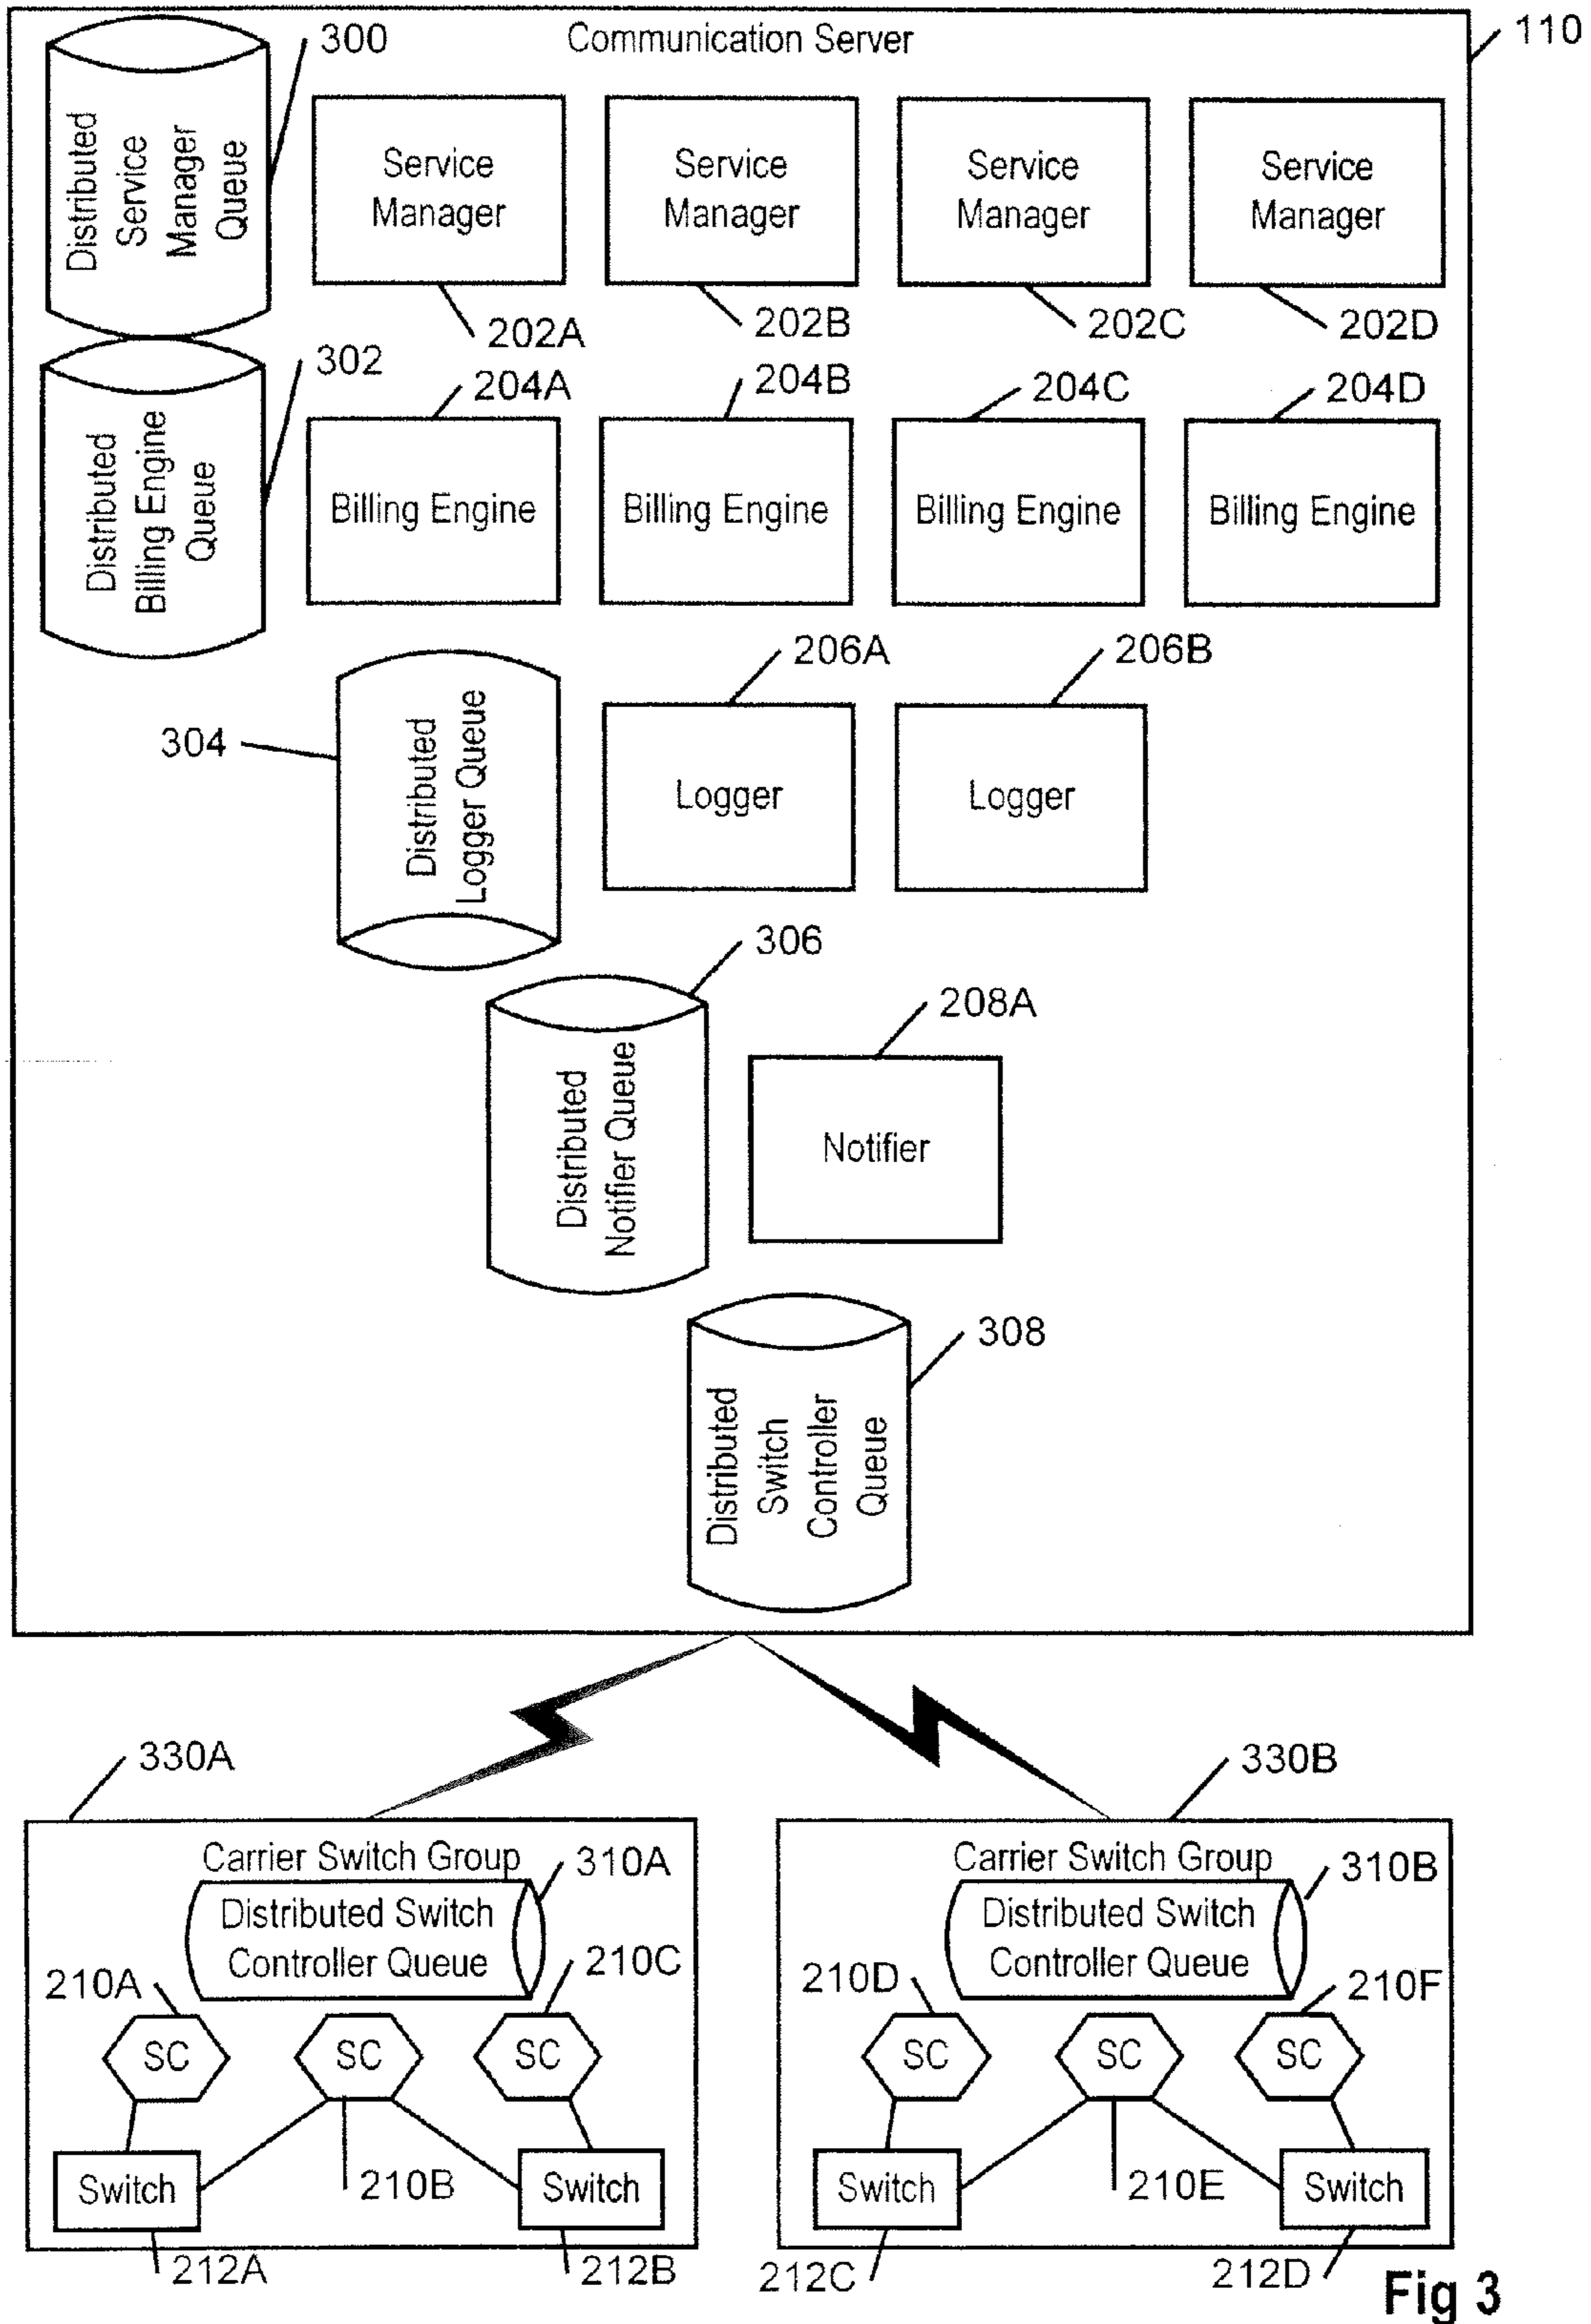 Communication Server
110
300
Distributed
Service
Manager
Queue
Service
Manager
Service
Manager
Service
Manager
Service
Manager
202A
202B
202C
202D
302
Distributed
Billing Engine
Queue
204A
204B
204C
204D
Billing Engine
Billing Engine
Billing Engine
Billing Engine
304
Distributed
Logger Queue
206A
206B
Logger
Logger
306
Distributed
Notifier Queue
208A
Notifier
308
Distributed
Switch
Controller
Queue
330A
Carrier Switch Group
310A
Distributed Switch
Controller Queue
210A
210C
SC
SC
SC
Switch
210B
Switch
212A
212B
330B
Carrier Switch Group
310B
Distributed Switch
Controller Queue
210D
210F
SC
SC
SC
Switch
210E
Switch
212C
212D
Fig 3